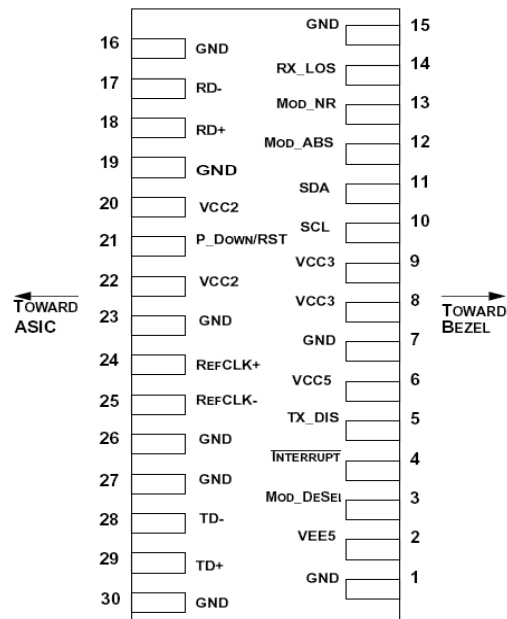 GND 15
16 GND
RX_LOS 14
17 RD-
MOD_NR 13
18 RD+
MOD_ABS 12
19 GND
SDA 11
20 VCC2
SCL 10
21 P_DOWN/RST
VCC3 9
22 VCC2
TOWARD ASIC
VCC3 8
TOWARD BEZEL
23 GND
GND 7
24 REFCLK+
VCC5 6
25 REFCLK-
TX_DIS 5
26 GND
INTERRUPT 4
27 GND
MOD_DESEL 3
28 TD-
VEE5 2
29 TD+
GND 1
30 GND